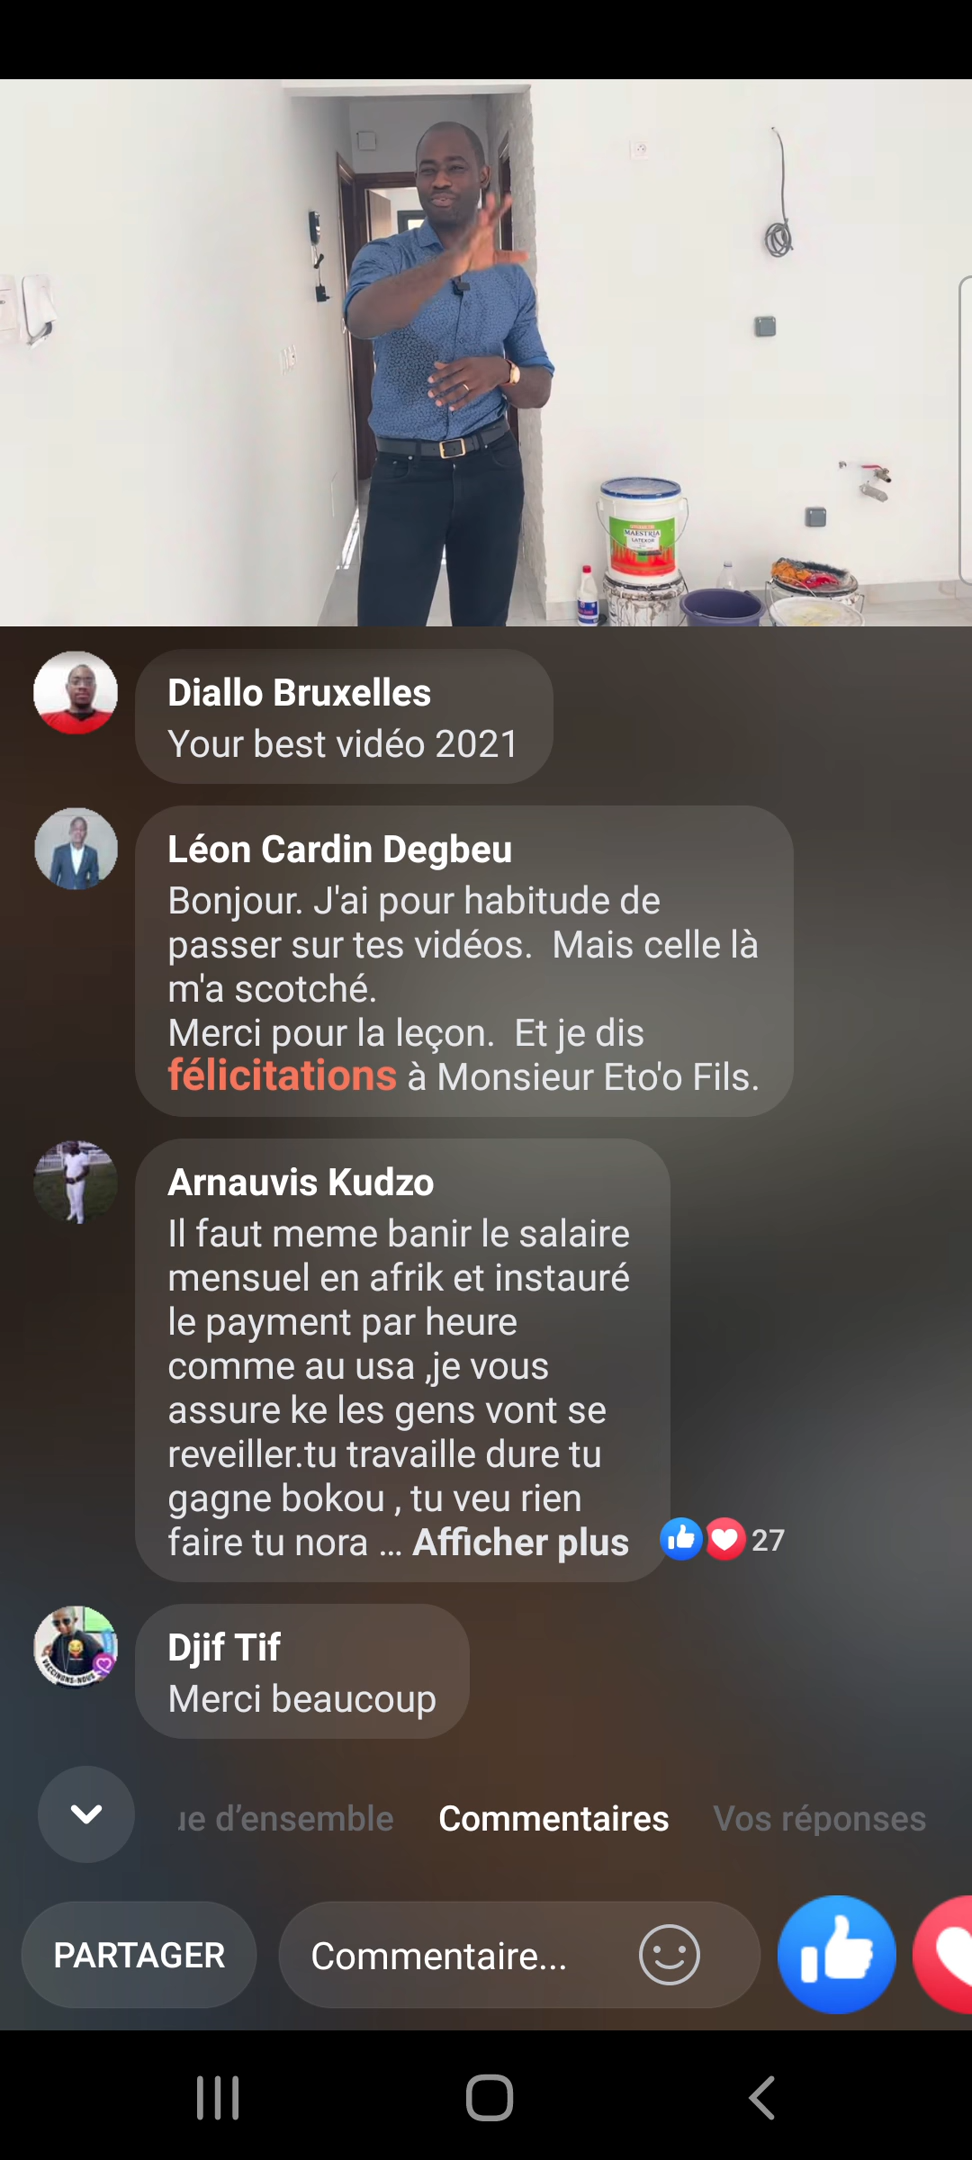 MAESTRIA
Diallo Bruxelles
Your best vidéo 2021
Léon Cardin Degbeu
Bonjour. J'ai pour habitude de
passer sur tes vidéos.  Mais celle là
m'a scotché.
Merci pour la leçon.  Et je dis
félicitations à Monsieur Eto'o Fils.
Arnauvis Kudzo
Il faut meme banir le salaire
mensuel en afrik et instauré
le payment par heure
comme au usa ,je vous
assure ke les gens vont se
reveiller.tu travaille dure tu
gagne bokou , tu veu rien
faire tu nora ... Afficher plus
27
VACCINONS-NOUS
Djif Tif
Merci beaucoup
ue d’ensemble Commentaires Vos réponses
PARTAGER Commentaire...